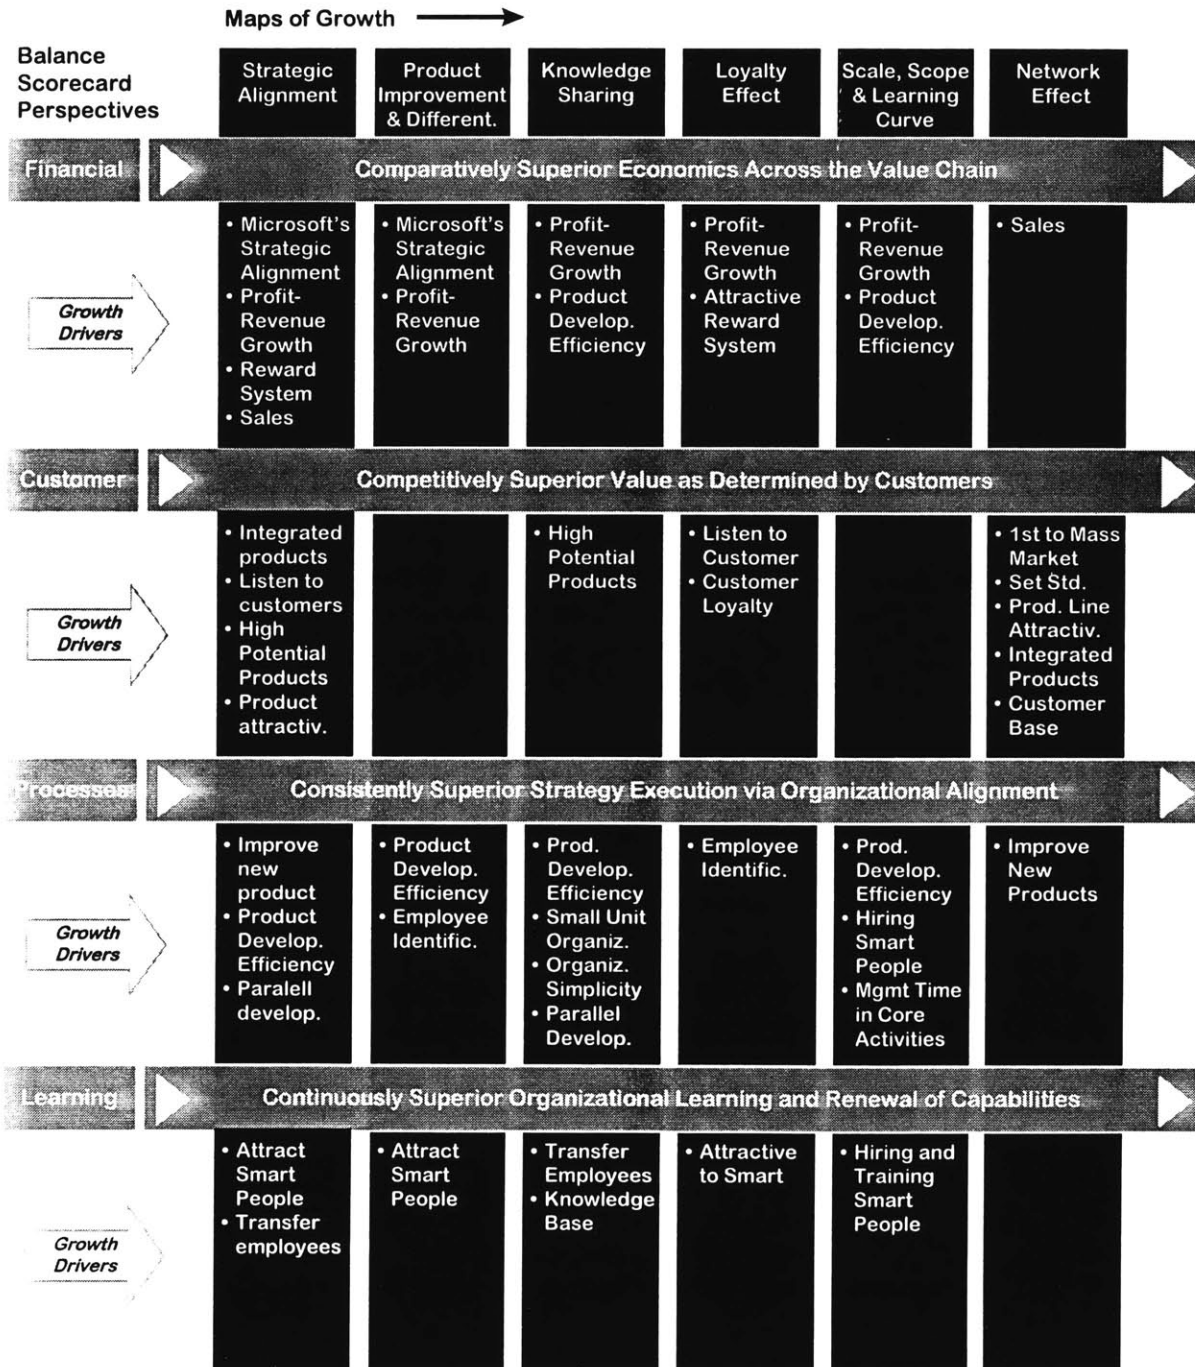 Maps of Growth
Balance
Scorecard
Perspectives
Strategic
Alignment
Product
Improvement
& Different.
Knowledge
Sharing
Loyalty
Effect
Scale, Scope
& Learning
Curve
Network
Effect
Financial
Comparatively Superior Economics Across the Value Chain
Growth
Drivers
• Microsoft's
Strategic
Alignment
• Profit-
Revenue
Growth
• Reward
System
• Sales
• Microsoft's
Strategic
Alignment
• Profit-
Revenue
Growth
• Profit-
Revenue
Growth
• Product
Develop.
Efficiency
• Profit-
Revenue
Growth
• Attractive
Reward
System
• Profit-
Revenue
Growth
• Product
Develop.
Efficiency
• Sales
Customer
Competitively Superior Value as Determined by Customers
Growth
Drivers
• Integrated
products
• Listen to
customers
• High
Potential
Products
• Product
attractiv.
• High
Potential
Products
• Listen to
Customer
• Customer
Loyalty
• 1st to Mass
Market
• Set Std.
• Prod. Line
Attractiv.
• Integrated
Products
• Customer
Base
Processes
Consistently Superior Strategy Execution via Organizational Alignment
Growth
Drivers
• Improve
new
product
• Product
Develop.
Efficiency
• Paralell
develop.
• Product
Develop.
Efficiency
• Employee
Identific.
• Prod.
Develop.
Efficiency
• Small Unit
Organiz.
• Organiz.
Simplicity
• Parallel
Develop.
• Employee
Identific.
• Prod.
Develop.
Efficiency
• Hiring
Smart
People
• Mgmt Time
in Core
Activities
• Improve
New
Products
Learning
Continuously Superior Organizational Learning and Renewal of Capabilities
Growth
Drivers
• Attract
Smart
People
• Transfer
employees
• Attract
Smart
People
• Transfer
Employees
• Knowledge
Base
• Attractive
to Smart
• Hiring and
Training
Smart
People